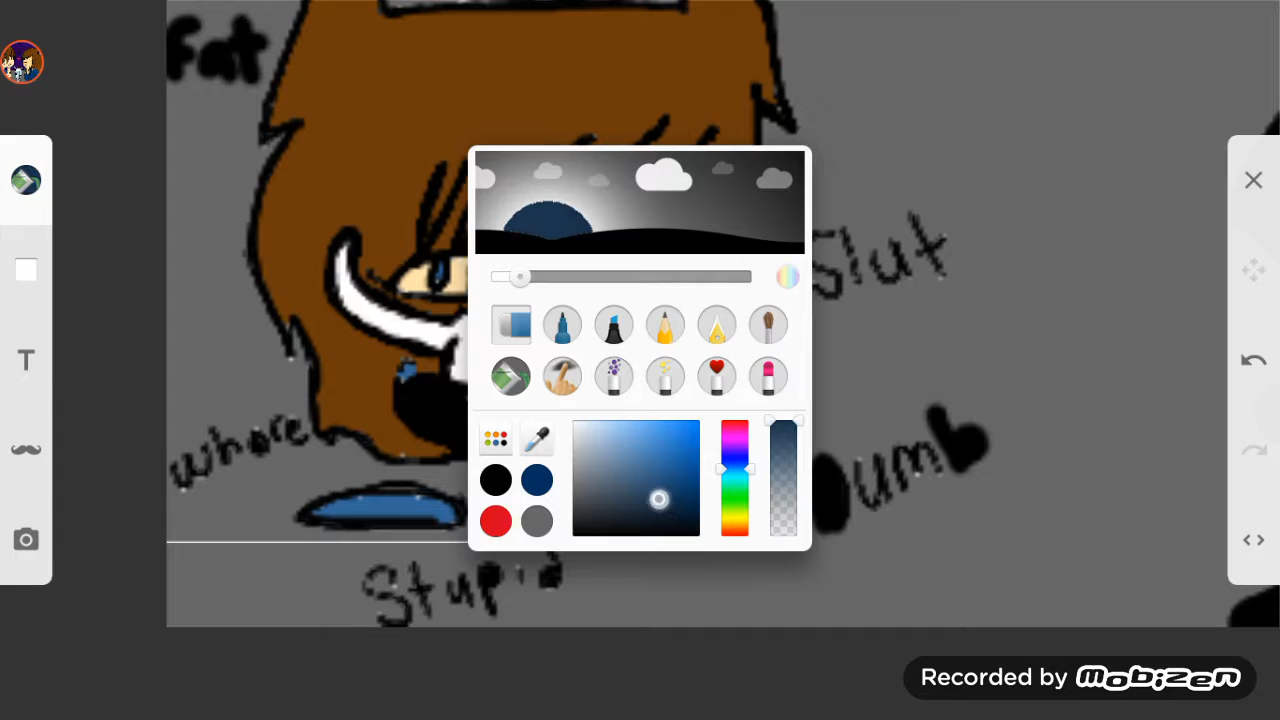 fat
Slut
whore
Dumb
Stupid
T
Recorded by mobizen